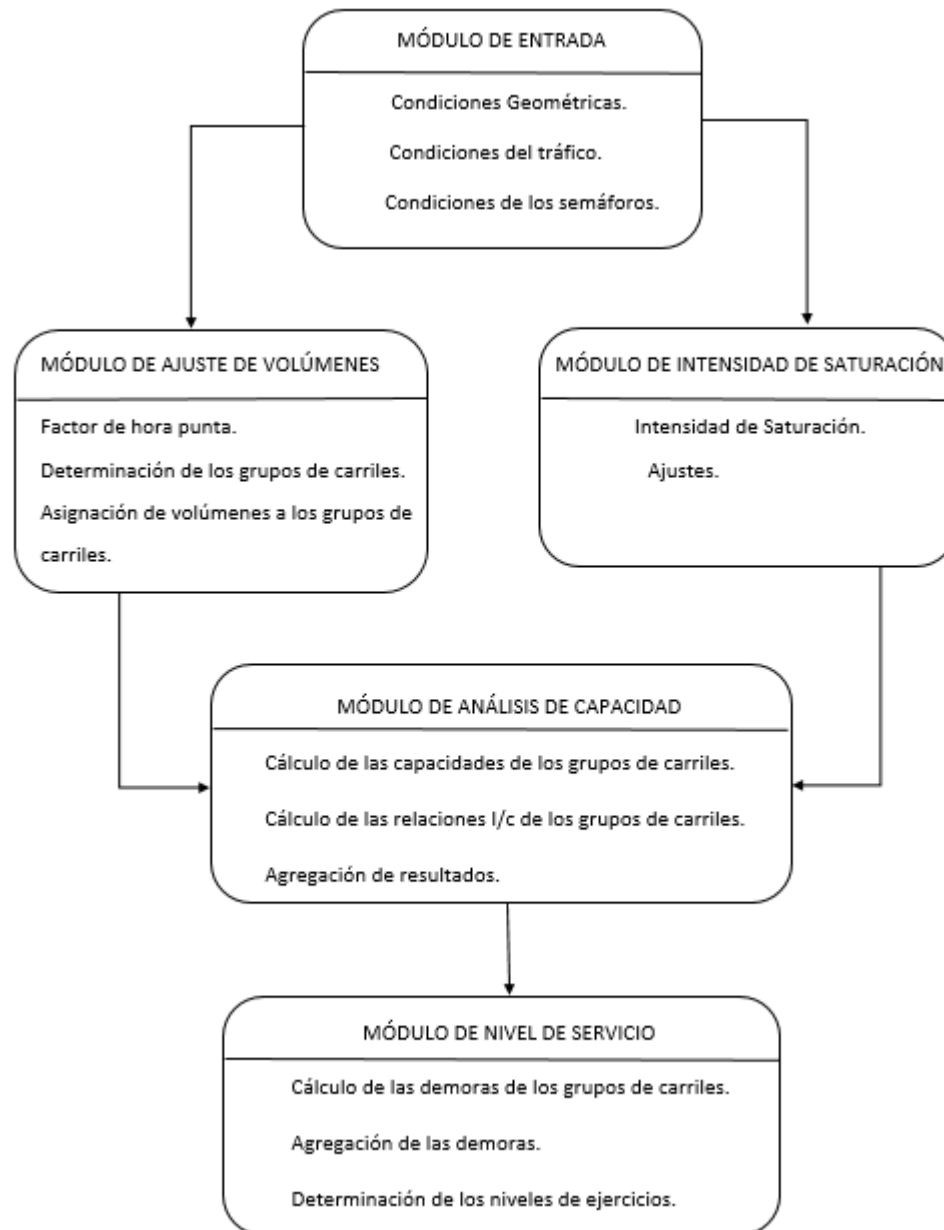 MÓDULO DE ENTRADA
Condiciones Geométricas.
Condiciones del tráfico.
Condiciones de los semáforos.
MÓDULO DE AJUSTE DE VOLÚMENES
Factor de hora punta.
Determinación de los grupos de carriles.
Asignación de volúmenes a los grupos de
carriles.
MÓDULO DE INTENSIDAD DE SATURACIÓN
Intensidad de Saturación.
Ajustes.
MÓDULO DE ANÁLISIS DE CAPACIDAD
Cálculo de las capacidades de los grupos de carriles.
Cálculo de las relaciones I/c de los grupos de carriles.
Agregación de resultados.
MÓDULO DE NIVEL DE SERVICIO
Cálculo de las demoras de los grupos de carriles.
Agregación de las demoras.
Determinación de los niveles de ejercicios.